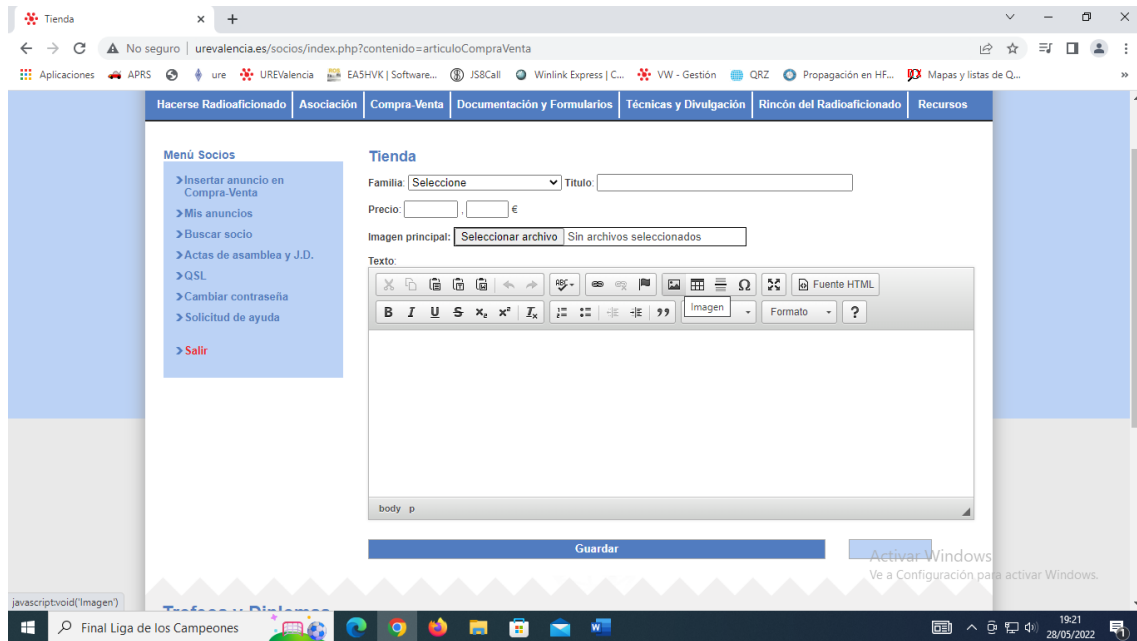 Tienda
No seguro urevalencia.es/socios/index.php?contenido=articuloCompraVenta
Aplicaciones APRS ure UREValencia EA5HVK | Software... JS8Call Winlink Express | C... VW - Gestión QRZ Propagación en HF... Mapas y listas de Q... »
Hacerse Radioaficionado Asociación Compra-Venta Documentación y Formularios Técnicas y Divulgación Rincón del Radioaficionado Recursos
Menú Socios
Insertar anuncio en
Compra-Venta
Mis anuncios
Buscar socio
Actas de asamblea y J.D.
QSL
Cambiar contraseña
Solicitud de ayuda
Salir
Tienda
Familia: Seleccione Titulo:
Precio: , €
Imagen principal: Seleccionar archivo Sin archivos seleccionados
Texto:
Fuente HTML
Imagen
Formato
body p
Guardar
Activar Windows
Ve a Configuración para activar Windows.
javascript:void('Imagen')
Final Liga de los Campeones
19:21
28/05/2022